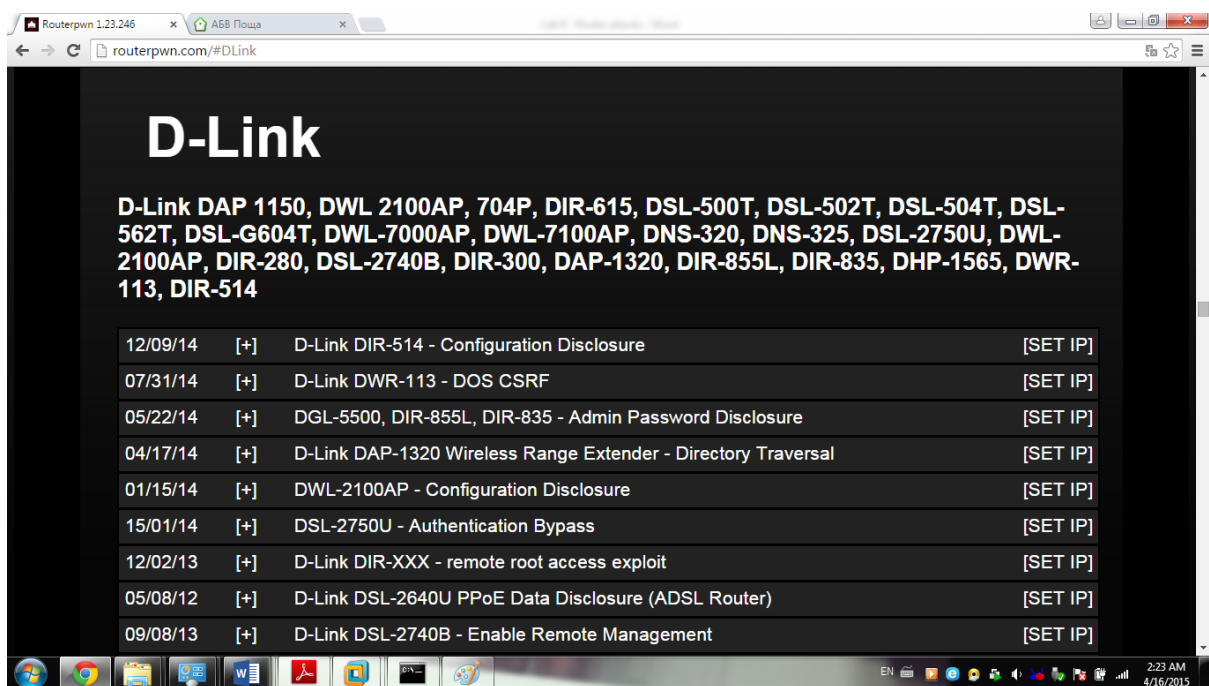 Routerpwn 1.23.246
АБВ Поща
Lab 9 - Router attacks - Word
routerpwn.com/#DLink
D-Link
D-Link DAP 1150, DWL 2100AP, 704P, DIR-615, DSL-500T, DSL-502T, DSL-504T, DSL-
562T, DSL-G604T, DWL-7000AP, DWL-7100AP, DNS-320, DNS-325, DSL-2750U, DWL-
2100AP, DIR-280, DSL-2740B, DIR-300, DAP-1320, DIR-855L, DIR-835, DHP-1565, DWR-
113, DIR-514
12/09/14 [+] D-Link DIR-514 - Configuration Disclosure [SET IP]
07/31/14 [+] D-Link DWR-113 - DOS CSRF [SET IP]
05/22/14 [+] DGL-5500, DIR-855L, DIR-835 - Admin Password Disclosure [SET IP]
04/17/14 [+] D-Link DAP-1320 Wireless Range Extender - Directory Traversal [SET IP]
01/15/14 [+] DWL-2100AP - Configuration Disclosure [SET IP]
15/01/14 [+] DSL-2750U - Authentication Bypass [SET IP]
12/02/13 [+] D-Link DIR-XXX - remote root access exploit [SET IP]
05/08/12 [+] D-Link DSL-2640U PPoE Data Disclosure (ADSL Router) [SET IP]
09/08/13 [+] D-Link DSL-2740B - Enable Remote Management [SET IP]
EN
2:23 AM
4/16/2015